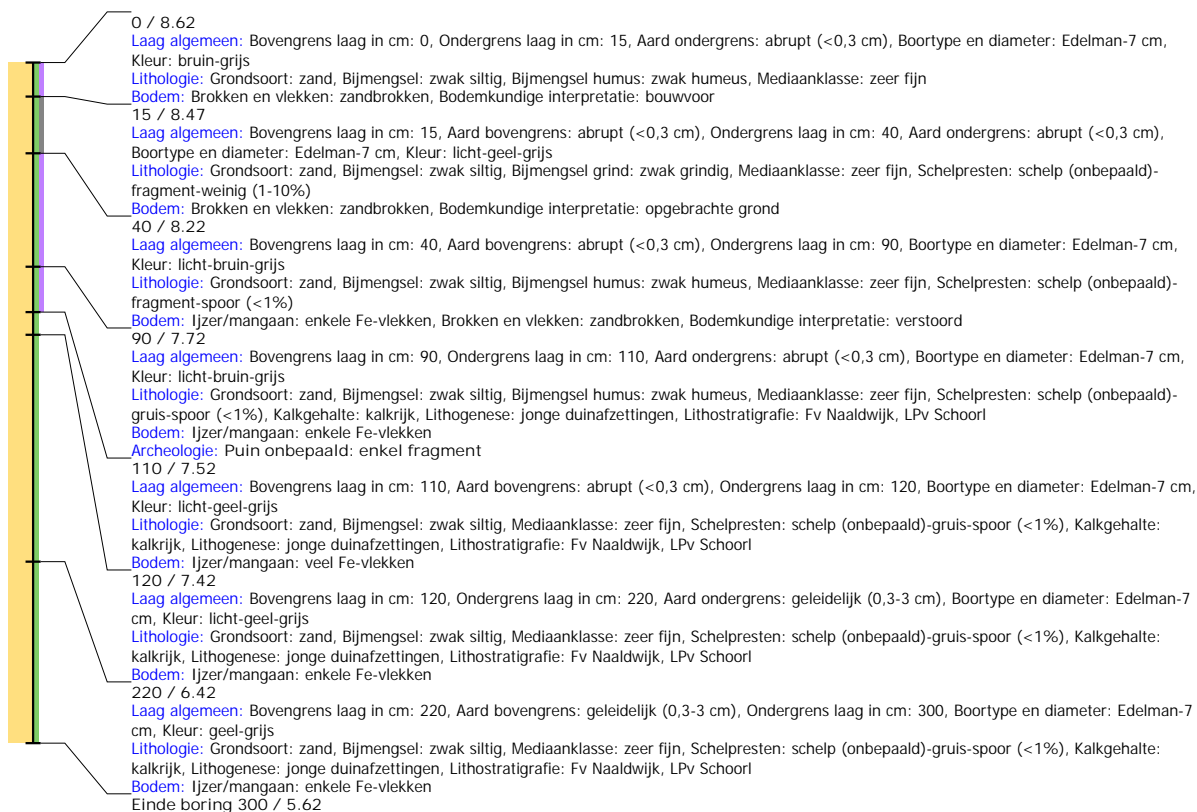 0 / 8.62
Laag algemeen: Bovengrens laag in cm: 0, Ondergrens laag in cm: 15, Aard ondergrens: abrupt (<0,3 cm), Boortype en diameter: Edelman-7 cm,
Kleur: bruin-grijs
Lithologie: Grondsoort: zand, Bijmengsel: zwak siltig, Bijmengsel humus: zwak humeus, Mediaanklasse: zeer fijn
Bodem: Brokken en vlekken: zandbrokken, Bodemkundige interpretatie: bouwvoor
15 / 8.47
Laag algemeen: Bovengrens laag in cm: 15, Aard bovengrens: abrupt (<0,3 cm), Ondergrens laag in cm: 40, Aard ondergrens: abrupt (<0,3 cm),
Boortype en diameter: Edelman-7 cm, Kleur: licht-geel-grijs
Lithologie: Grondsoort: zand, Bijmengsel: zwak siltig, Bijmengsel grind: zwak grindig, Mediaanklasse: zeer fijn, Schelpresten: schelp (onbepaald)-
fragment-weinig (1-10%)
Bodem: Brokken en vlekken: zandbrokken, Bodemkundige interpretatie: opgebrachte grond
40 / 8.22
Laag algemeen: Bovengrens laag in cm: 40, Aard bovengrens: abrupt (<0,3 cm), Ondergrens laag in cm: 90, Boortype en diameter: Edelman-7 cm,
Kleur: licht-bruin-grijs
Lithologie: Grondsoort: zand, Bijmengsel: zwak siltig, Bijmengsel humus: zwak humeus, Mediaanklasse: zeer fijn, Schelpresten: schelp (onbepaald)-
fragment-spoor (<1%)
Bodem: Ijzer/mangaan: enkele Fe-vlekken, Brokken en vlekken: zandbrokken, Bodemkundige interpretatie: verstoord
90 / 7.72
Laag algemeen: Bovengrens laag in cm: 90, Ondergrens laag in cm: 110, Aard ondergrens: abrupt (<0,3 cm), Boortype en diameter: Edelman-7 cm,
Kleur: licht-bruin-grijs
Lithologie: Grondsoort: zand, Bijmengsel: zwak siltig, Bijmengsel humus: zwak humeus, Mediaanklasse: zeer fijn, Schelpresten: schelp (onbepaald)-
gruis-spoor (<1%), Kalkgehalte: kalkrijk, Lithogenese: jonge duinafzettingen, Lithostratigrafie: Fv Naaldwijk, LPv Schoorl
Bodem: Ijzer/mangaan: enkele Fe-vlekken
Archeologie: Puin onbepaald: enkel fragment
110 / 7.52
Laag algemeen: Bovengrens laag in cm: 110, Aard bovengrens: abrupt (<0,3 cm), Ondergrens laag in cm: 120, Boortype en diameter: Edelman-7 cm,
Kleur: licht-geel-grijs
Lithologie: Grondsoort: zand, Bijmengsel: zwak siltig, Mediaanklasse: zeer fijn, Schelpresten: schelp (onbepaald)-gruis-spoor (<1%), Kalkgehalte:
kalkrijk, Lithogenese: jonge duinafzettingen, Lithostratigrafie: Fv Naaldwijk, LPv Schoorl
Bodem: Ijzer/mangaan: veel Fe-vlekken
120 / 7.42
Laag algemeen: Bovengrens laag in cm: 120, Ondergrens laag in cm: 220, Aard ondergrens: geleidelijk (0,3-3 cm), Boortype en diameter: Edelman-7
cm, Kleur: licht-geel-grijs
Lithologie: Grondsoort: zand, Bijmengsel: zwak siltig, Mediaanklasse: zeer fijn, Schelpresten: schelp (onbepaald)-gruis-spoor (<1%), Kalkgehalte:
kalkrijk, Lithogenese: jonge duinafzettingen, Lithostratigrafie: Fv Naaldwijk, LPv Schoorl
Bodem: Ijzer/mangaan: enkele Fe-vlekken
220 / 6.42
Laag algemeen: Bovengrens laag in cm: 220, Aard bovengrens: geleidelijk (0,3-3 cm), Ondergrens laag in cm: 300, Boortype en diameter: Edelman-7
cm, Kleur: geel-grijs
Lithologie: Grondsoort: zand, Bijmengsel: zwak siltig, Mediaanklasse: zeer fijn, Schelpresten: schelp (onbepaald)-gruis-spoor (<1%), Kalkgehalte:
kalkrijk, Lithogenese: jonge duinafzettingen, Lithostratigrafie: Fv Naaldwijk, LPv Schoorl
Bodem: Ijzer/mangaan: enkele Fe-vlekken
Einde boring 300 / 5.62